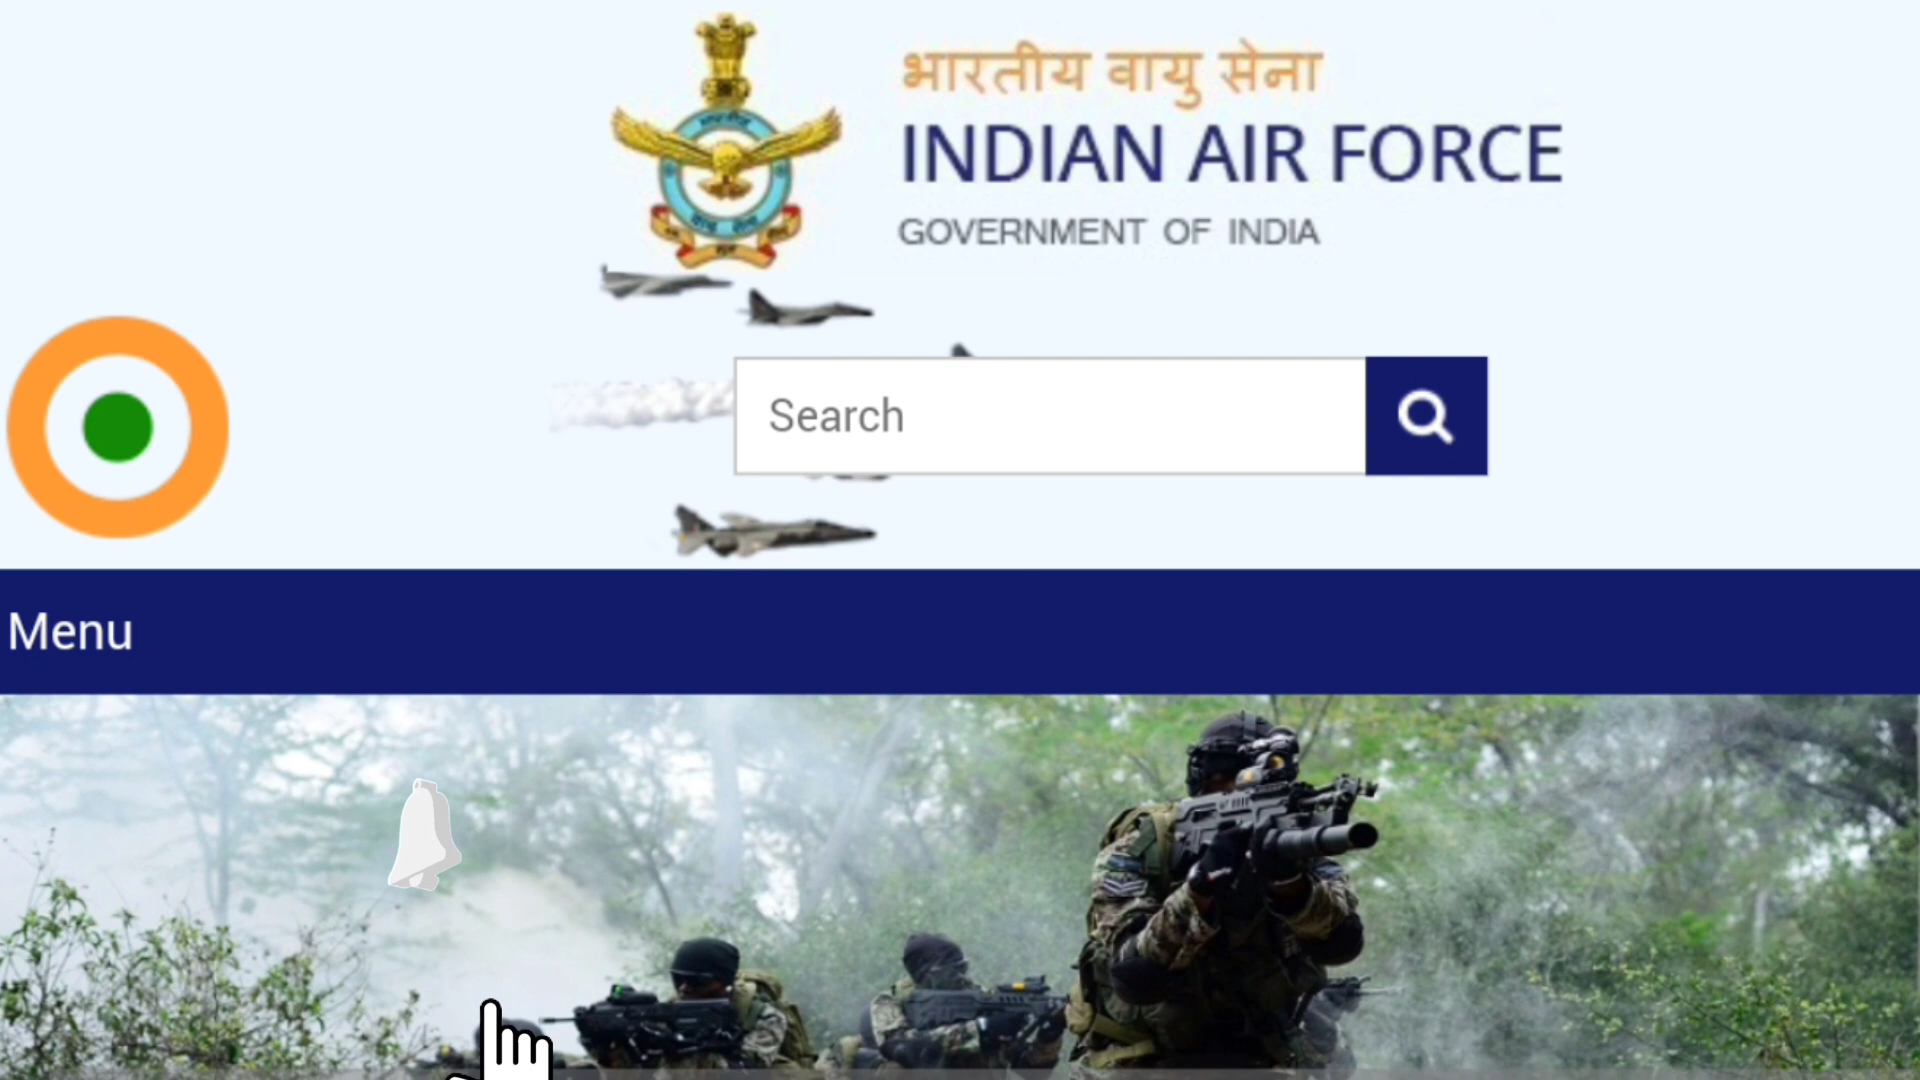 भारतीय वायु सेना
INDIAN AIR FORCE
GOVERNMENT OF INDIA
Search
Menu